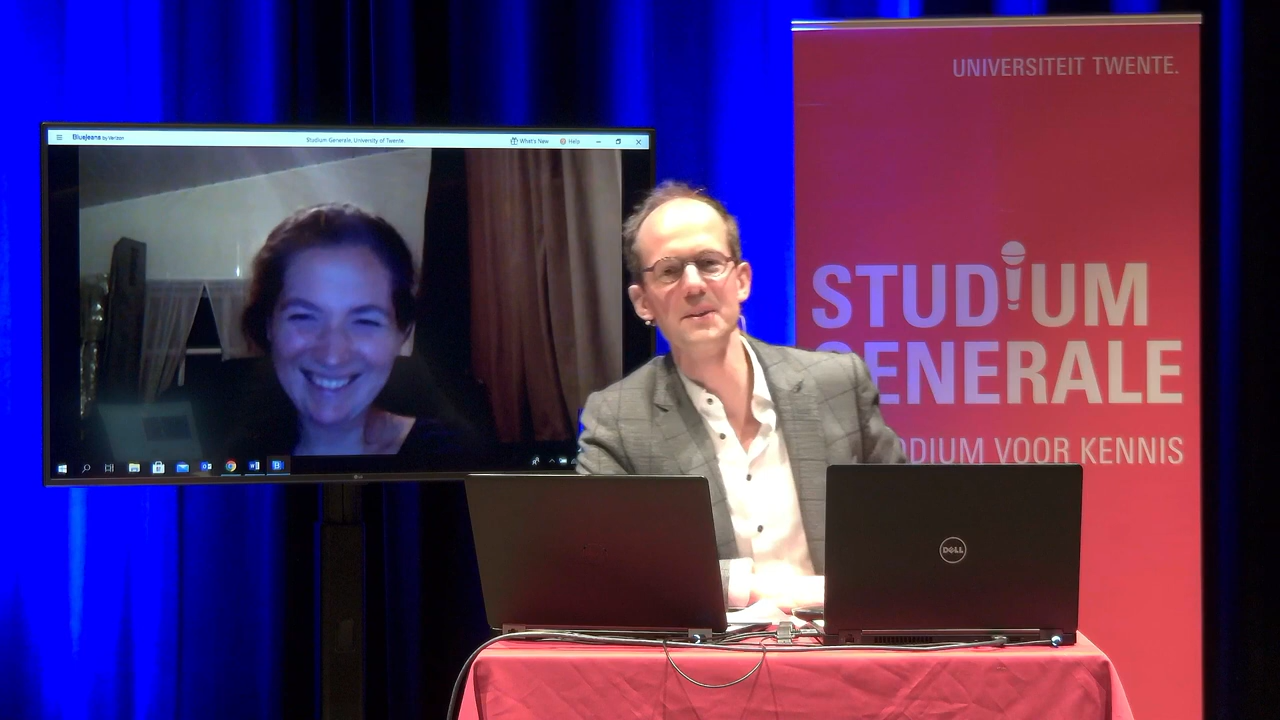 BlueJeans by Verizon
Studium Generale, University of Twente.
What's New
Help
LG
UNIVERSITEIT TWENTE.
STUDIUM
GENERALE
ODIUM VOOR KENNIS
DELL